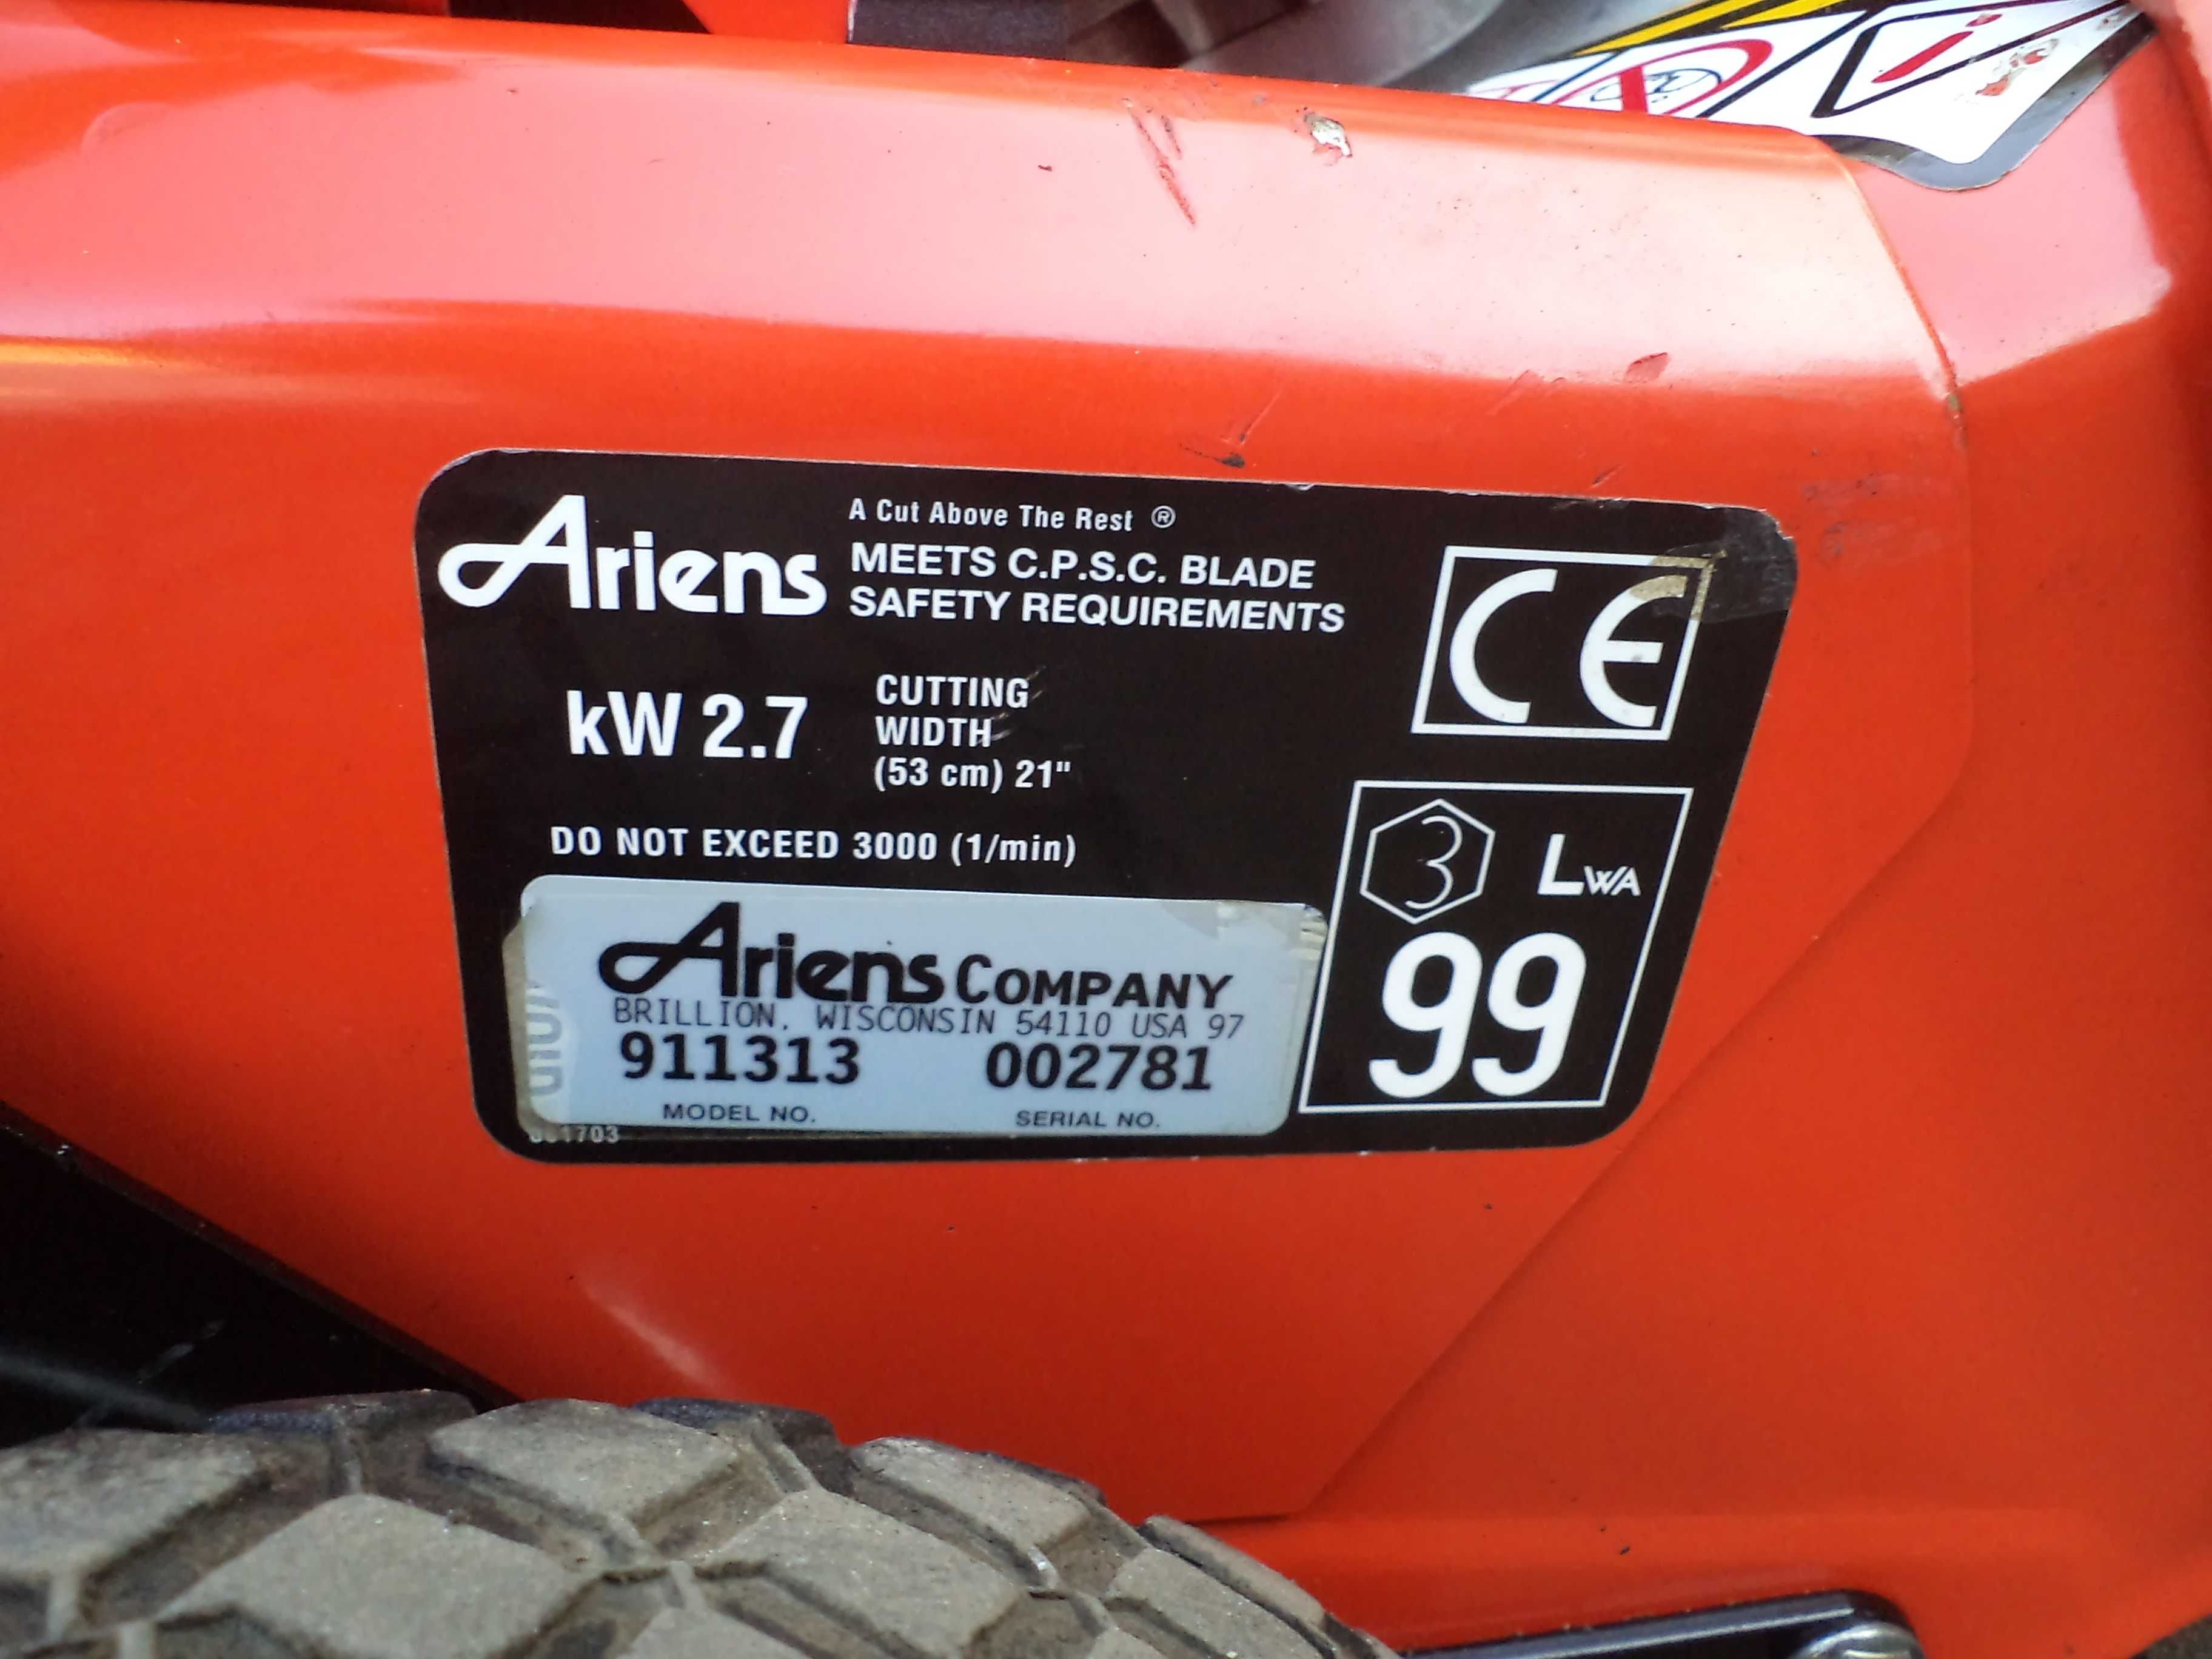 Ariens
A Cut Above The Rest ®
MEETS C.P.S.C. BLADE
SAFETY REQUIREMENTS
CE
kW 2.7
CUTTING
WIDTH
(53 cm) 21"
DO NOT EXCEED 3000 (1/min)
3 LWA
99
Ariens COMPANY
BRILLION, WISCONSIN 54110 USA 97
911313 002781
MODEL NO. SERIAL NO.